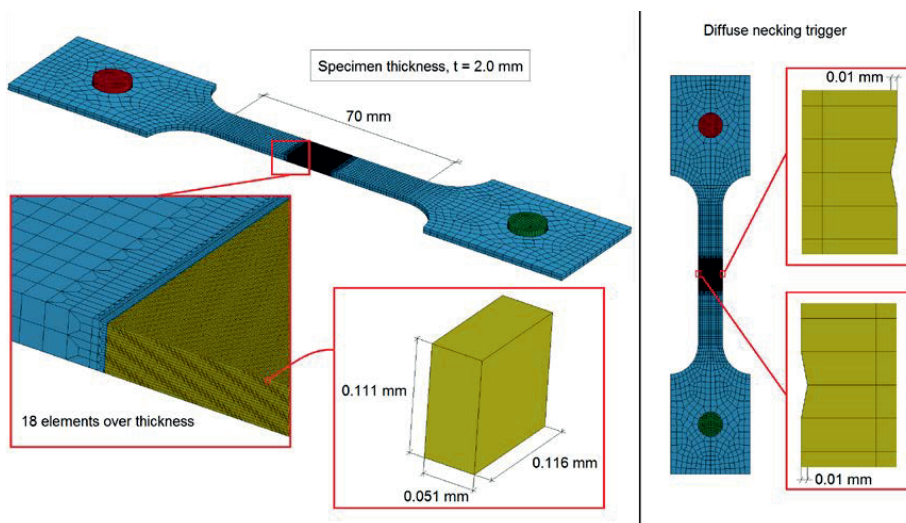 Specimen thickness, t = 2.0 mm
70 mm
18 elements over thickness
0.111 mm
0.051 mm
0.116 mm
Diffuse necking trigger
0.01 mm
0.01 mm